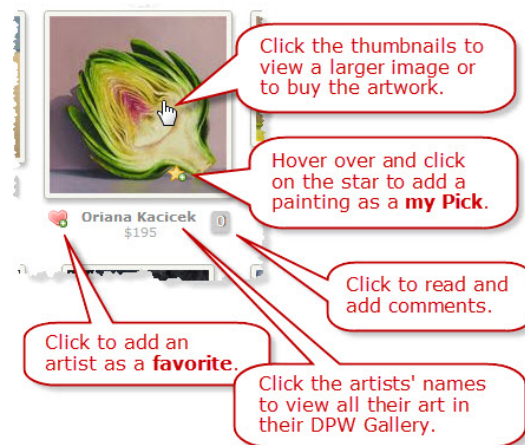 Click the thumbnails to
view a larger image or
to buy the artwork.
Hover over and click
on the star to add a
painting as a my Pick.
Oriana Kacicek
0
$195
Click to read and
add comments.
Click to add an
artist as a favorite.
Click the artists' names
to view all their art in
their DPW Gallery.